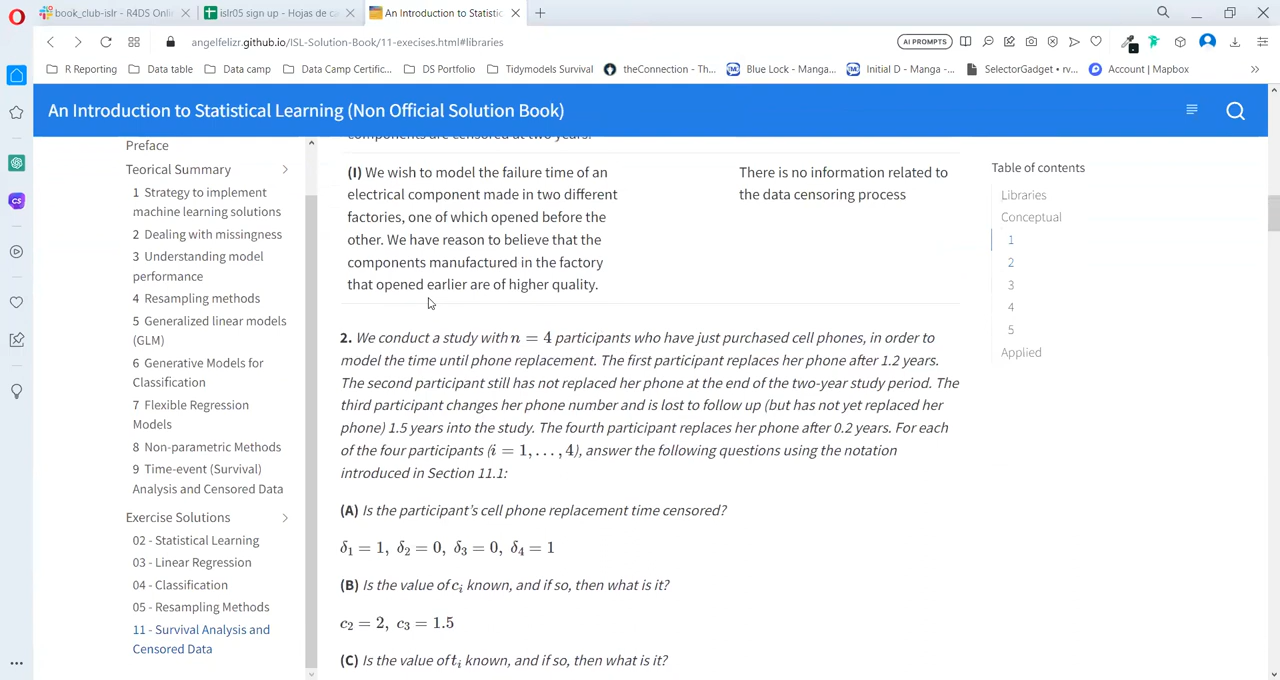 book_club-islr - R4DS Onlin
islr05 sign up - Hojas de ca
An Introduction to Statistic
angelfelizr.github.io/ISL-Solution-Book/11-execises.html#libraries
AI PROMPTS
R Reporting
Data table
Data camp
Data Camp Certific...
DS Portfolio
Tidymodels Survival
theConnection - Th...
Blue Lock - Manga...
Initial D - Manga -...
SelectorGadget • rv...
Account | Mapbox
An Introduction to Statistical Learning (Non Official Solution Book)
Preface
Teorical Summary
1 Strategy to implement
machine learning solutions
2 Dealing with missingness
3 Understanding model
performance
4 Resampling methods
5 Generalized linear models
(GLM)
6 Generative Models for
Classification
7 Flexible Regression
Models
8 Non-parametric Methods
9 Time-event (Survival)
Analysis and Censored Data
Exercise Solutions
02 - Statistical Learning
03 - Linear Regression
04 - Classification
05 - Resampling Methods
11 - Survival Analysis and
Censored Data
components are censored at two years.
(I) We wish to model the failure time of an
electrical component made in two different
factories, one of which opened before the
other. We have reason to believe that the
components manufactured in the factory
that opened earlier are of higher quality.
There is no information related to
the data censoring process
2. We conduct a study with n = 4 participants who have just purchased cell phones, in order to
model the time until phone replacement. The first participant replaces her phone after 1.2 years.
The second participant still has not replaced her phone at the end of the two-year study period. The
third participant changes her phone number and is lost to follow up (but has not yet replaced her
phone) 1.5 years into the study. The fourth participant replaces her phone after 0.2 years. For each
of the four participants (i = 1, . . . , 4), answer the following questions using the notation
introduced in Section 11.1:
(A) Is the participant's cell phone replacement time censored?
δ₁ = 1, δ₂ = 0, δ₃ = 0, δ₄ = 1
(B) Is the value of cᵢ known, and if so, then what is it?
c₂ = 2, c₃ = 1.5
(C) Is the value of tᵢ known, and if so, then what is it?
Table of contents
Libraries
Conceptual
1
2
3
4
5
Applied
CS